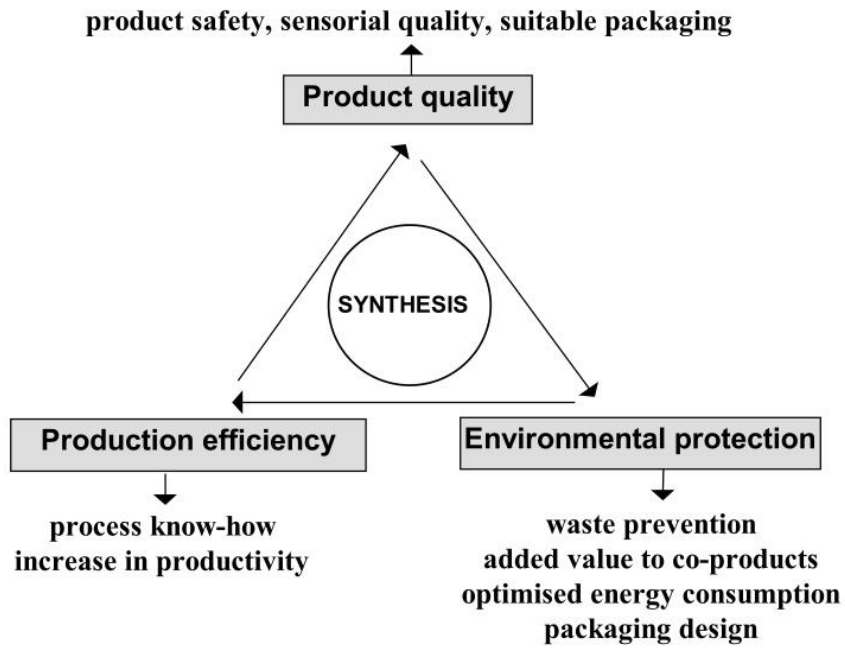 product safety, sensorial quality, suitable packaging
Product quality
SYNTHESIS
Production efficiency
process know-how
increase in productivity
Environmental protection
waste prevention
added value to co-products
optimised energy consumption
packaging design